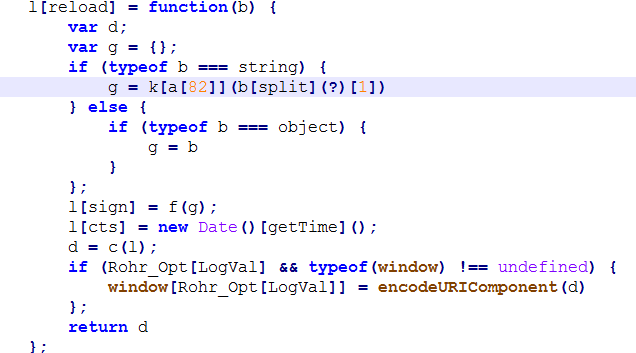 l[reload] = function(b) {
var d;
var g = {};
if (typeof b === string) {
g = k[a[82]](b[split](?)[1])
} else {
if (typeof b === object) {
g = b
}
};
l[sign] = f(g);
l[cts] = new Date()[getTime]();
d = c(l);
if (Rohr_Opt[LogVal] && typeof(window) !== undefined) {
window[Rohr_Opt[LogVal]] = encodeURIComponent(d)
};
return d
};